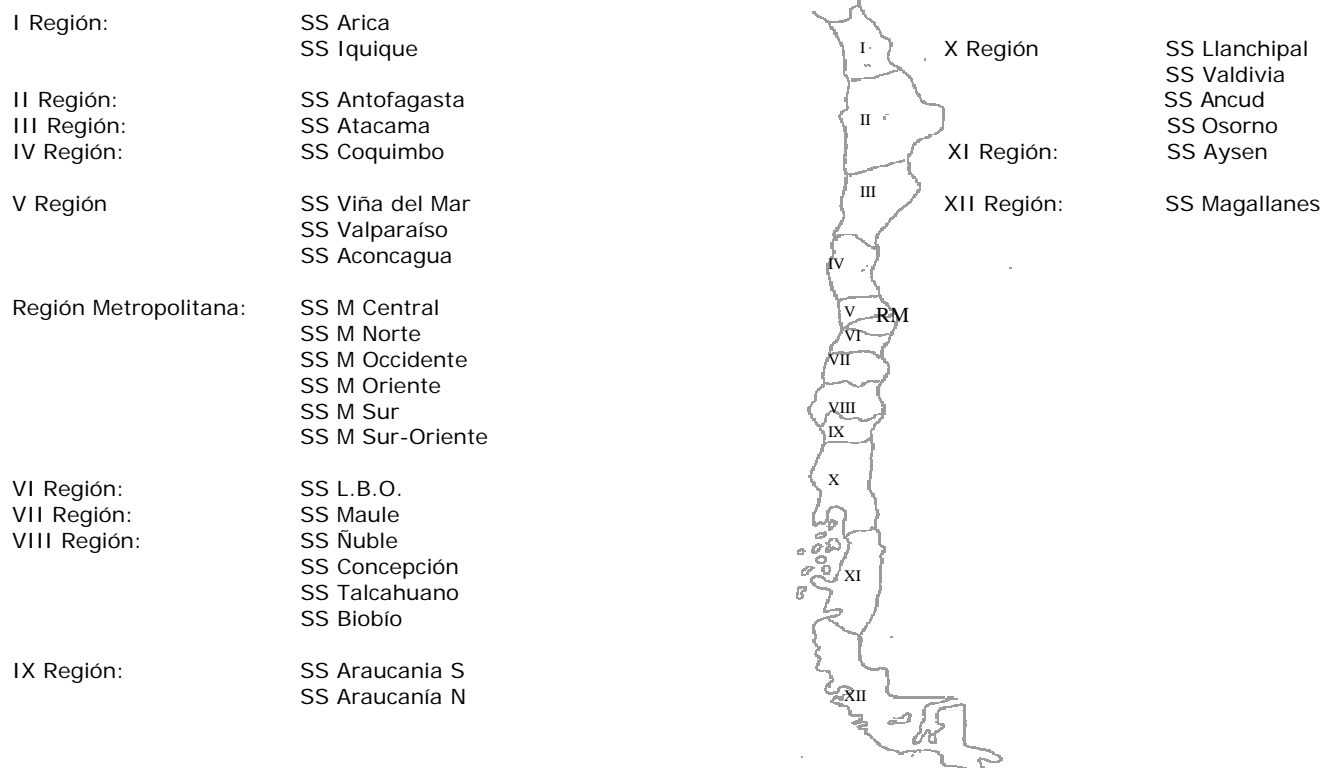 I Región: SS Arica
SS Iquique
II Región: SS Antofagasta
III Región: SS Atacama
IV Región: SS Coquimbo
V Región SS Viña del Mar
SS Valparaíso
SS Aconcagua
Región Metropolitana: SS M Central
SS M Norte
SS M Occidente
SS M Oriente
SS M Sur
SS M Sur-Oriente
VI Región: SS L.B.O.
VII Región: SS Maule
VIII Región: SS Ñuble
SS Concepción
SS Talcahuano
SS Biobío
IX Región: SS Araucania S
SS Araucanía N
I
II
III
IV
V
RM
VI
VII
VIII
IX
X
XI
XII
X Región SS Llanchipal
SS Valdivia
SS Ancud
SS Osorno
XI Región: SS Aysen
XII Región: SS Magallanes